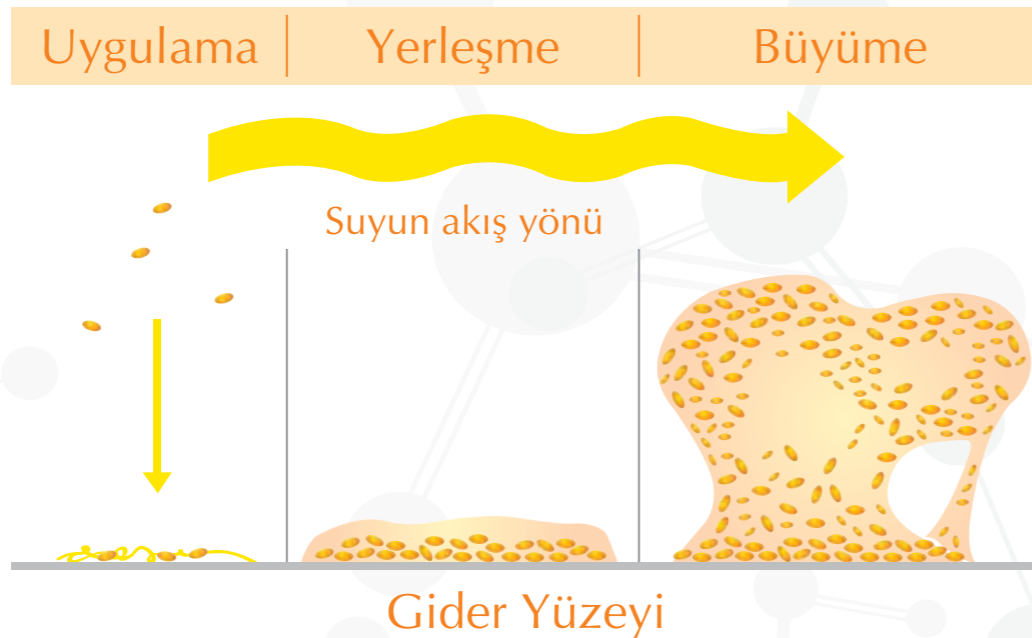 Uygulama
Yerleşme
Büyüme
Suyun akış yönü
Gider Yüzeyi